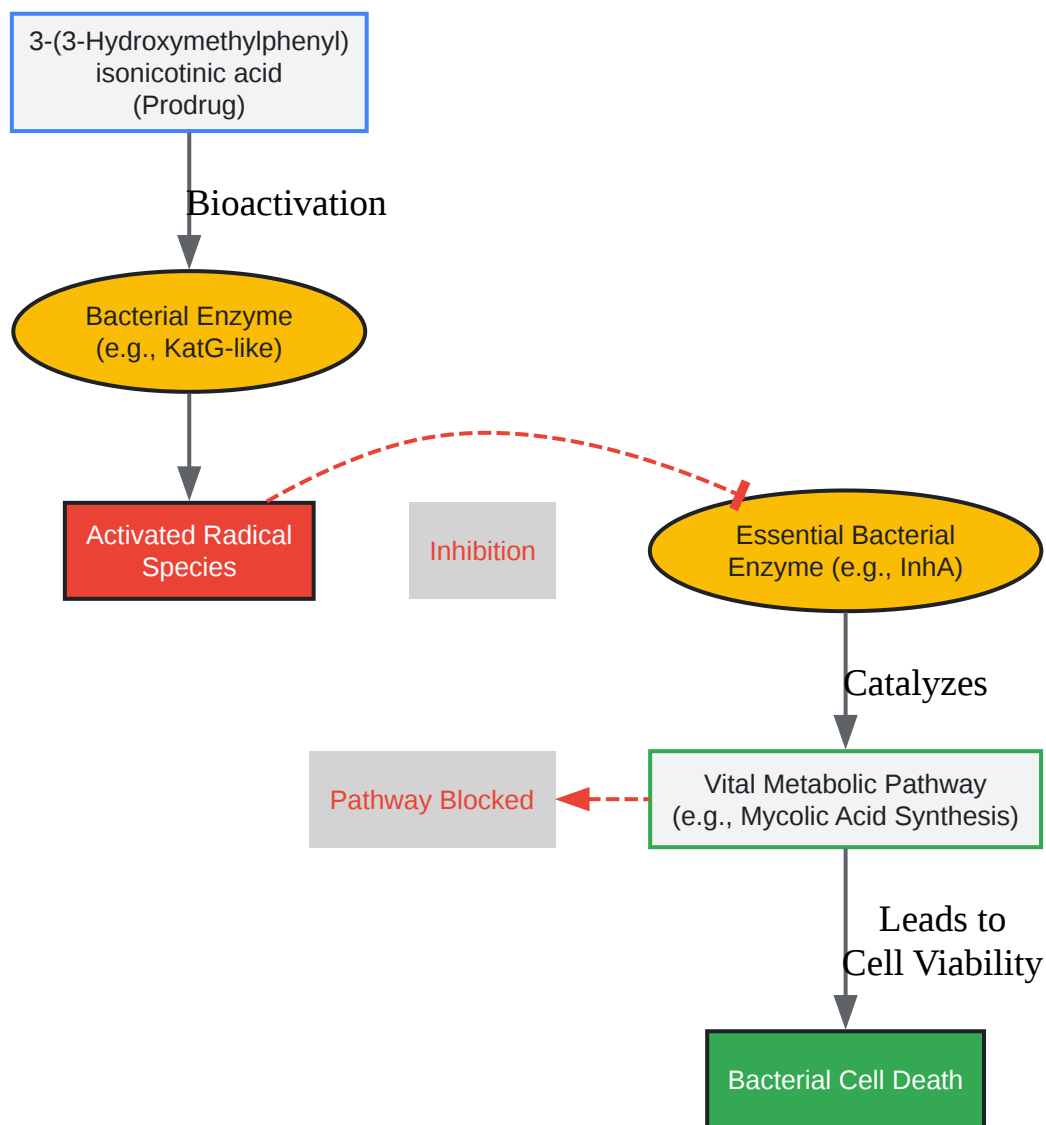 3-(3-Hydroxymethylphenyl)
isonicotinic acid
(Prodrug)
Bioactivation
Bacterial Enzyme
(e.g., KatG-like)
Activated Radical
Species
Inhibition
Essential Bacterial
Enzyme (e.g., InhA)
Catalyzes
Pathway Blocked
Vital Metabolic Pathway
(e.g., Mycolic Acid Synthesis)
Leads to
Cell Viability
Bacterial Cell Death